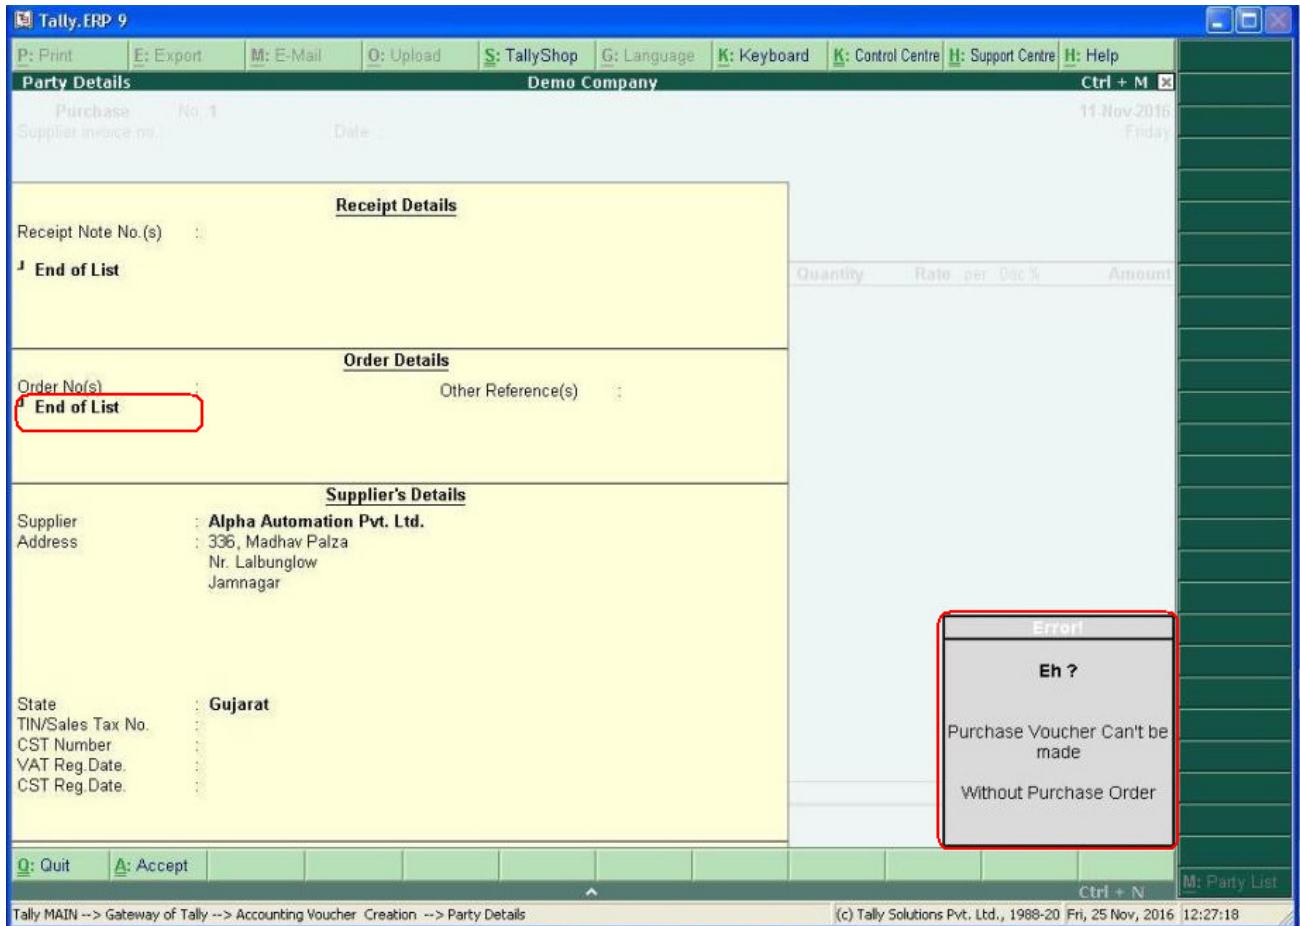 Tally.ERP 9
P: Print E: Export M: E-Mail O: Upload S: TallyShop G: Language K: Keyboard K: Control Centre H: Support Centre H: Help
Party Details Demo Company Ctrl + M
Purchase No. 1 11-Nov-2016
Supplier invoice no.: Date : Friday
Receipt Details
Receipt Note No.(s) :
End of List
Quantity Rate per Disc % Amount
Order Details
Order No(s) : Other Reference(s) :
End of List
Supplier's Details
Supplier : Alpha Automation Pvt. Ltd.
Address : 336, Madhav Palza
Nr. Lalbunglow
Jamnagar
Error!
Eh ?
Purchase Voucher Can't be
made
Without Purchase Order
State : Gujarat
TIN/Sales Tax No. :
CST Number :
VAT Reg.Date. :
CST Reg.Date. :
Q: Quit A: Accept
M: Party List
Ctrl + N
Tally MAIN --> Gateway of Tally --> Accounting Voucher Creation --> Party Details (c) Tally Solutions Pvt. Ltd., 1988-20 Fri, 25 Nov, 2016 12:27:18